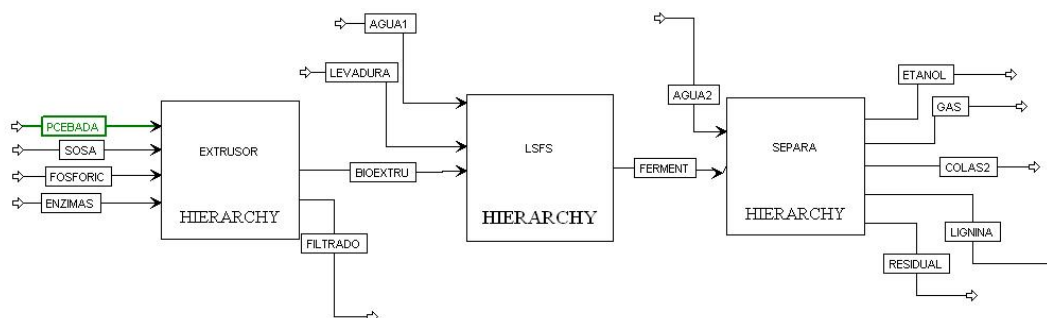 AGUA1
LEVADURA
AGUA2
ETANOL
GAS
PCEBADA
SOSA
FOSFORIC
ENZIMAS
EXTRUSOR
HIERARCHY
BIOEXTRU
FILTRADO
LSFS
HIERARCHY
FERMENT
SEPARA
HIERARCHY
COLAS2
LIGNINA
RESIDUAL